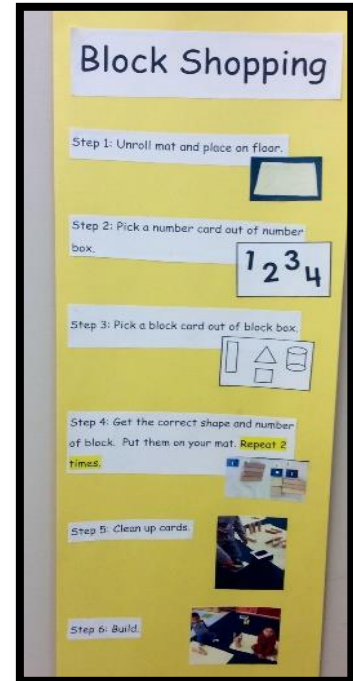 Block Shopping
Step 1: Unroll mat and place on floor.
Step 2: Pick a number card out of number
box.
1 2 3 4
Step 3: Pick a block card out of block box.
Step 4: Get the correct shape and number
of block. Put them on your mat. Repeat 2
times.
Step 5: Clean up cards.
Step 6: Build.